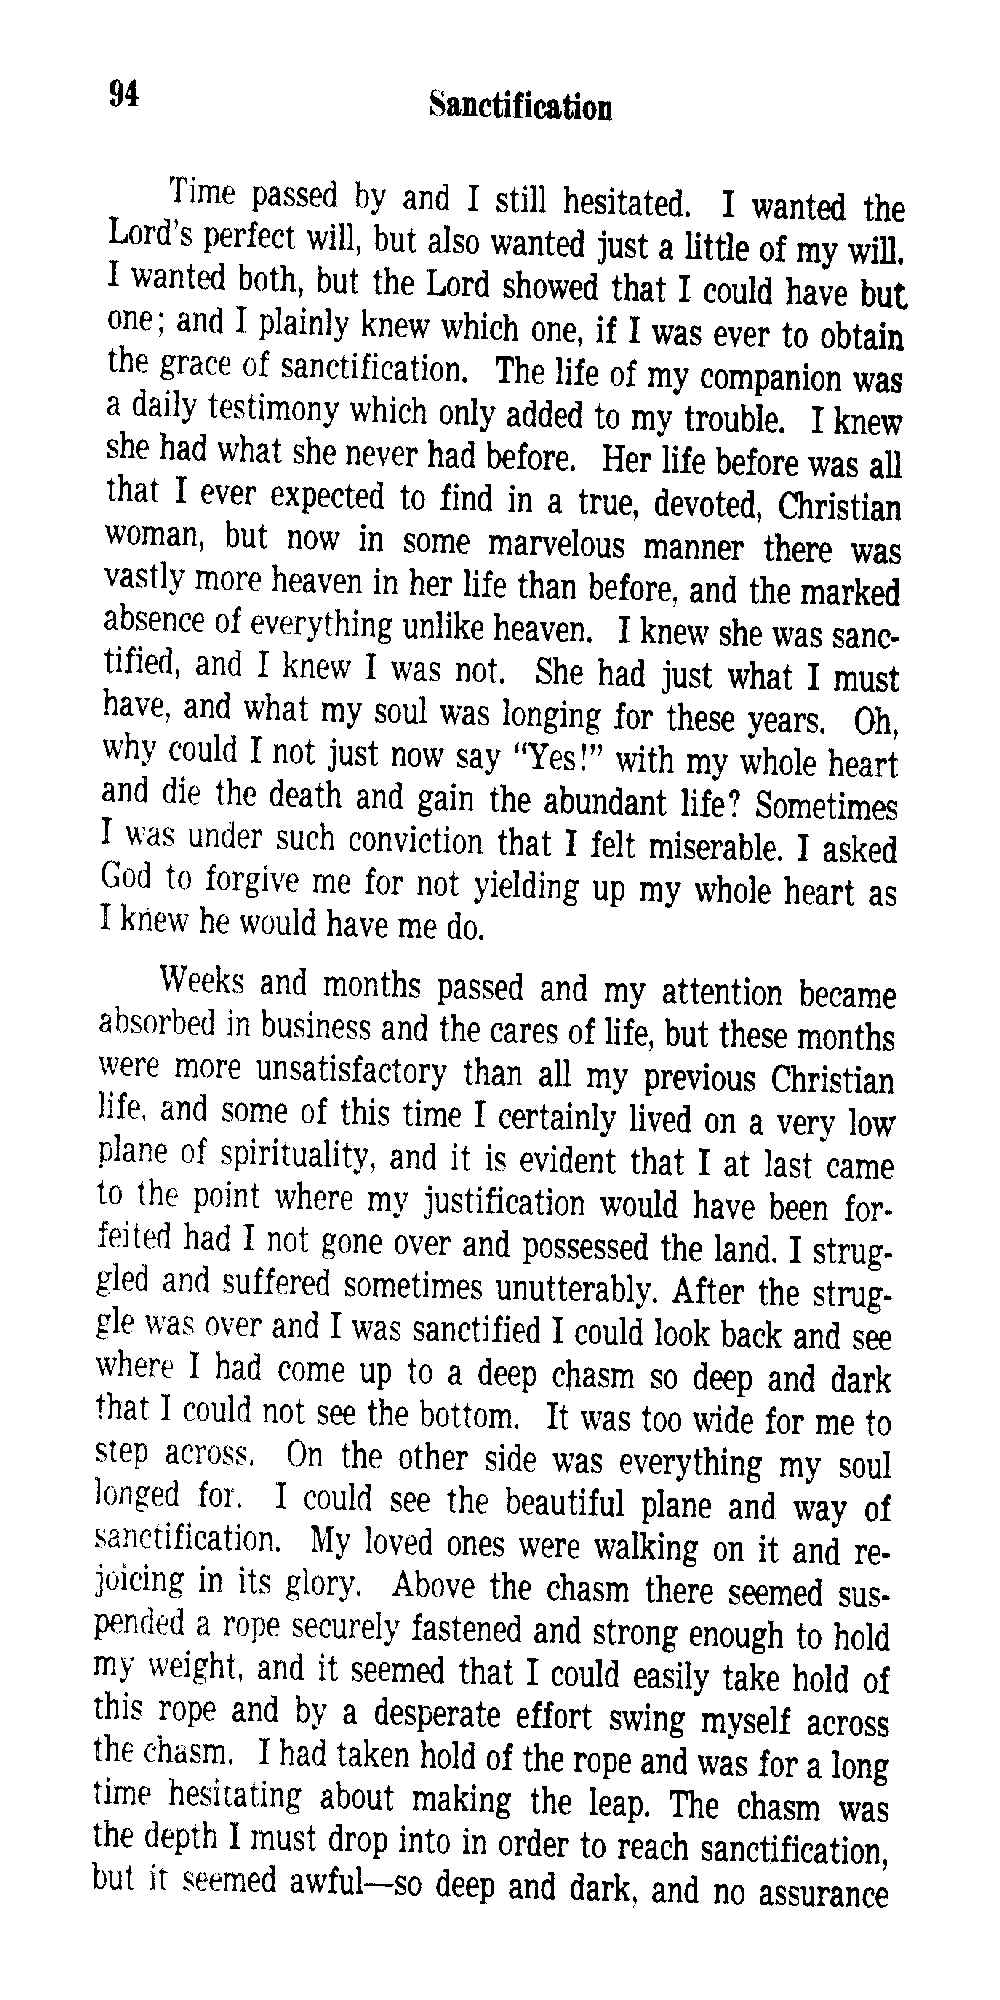 94
Sanctification
Time passed by and I still hesitated. I wanted the
Lord's perfect will, but also wanted just a little of my will.
I wanted both, but the Lord showed that I could have but
one; and I plainly knew which one, if I was ever to obtain
the grace of sanctification. The life of my companion was
a daily testimony which only added to my trouble. I knew
she had what she never had before. Her life before was all
that I ever expected to find in a true, devoted, Christian
woman, but now in some marvelous manner there was
vastly more heaven in her life than before, and the marked
absence of everything unlike heaven. I knew she was sanc-
tified, and I knew I was not. She had just what I must
have, and what my soul was longing for these years. Oh,
why could I not just now say "Yes!" with my whole heart
and die the death and gain the abundant life? Sometimes
I was under such conviction that I felt miserable. I asked
God to forgive me for not yielding up my whole heart as
I knew he would have me do.
Weeks and months passed and my attention became
absorbed in business and the cares of life, but these months
were more unsatisfactory than all my previous Christian
life, and some of this time I certainly lived on a very low
plane of spirituality, and it is evident that I at last came
to the point where my justification would have been for-
feited had I not gone over and possessed the land. I strug-
gled and suffered sometimes unutterably. After the strug-
gle was over and I was sanctified I could look back and see
where I had come up to a deep chasm so deep and dark
that I could not see the bottom. It was too wide for me to
step across. On the other side was everything my soul
longed for. I could see the beautiful plane and way of
sanctification. My loved ones were walking on it and re-
joicing in its glory. Above the chasm there seemed sus-
pended a rope securely fastened and strong enough to hold
my weight, and it seemed that I could easily take hold of
this rope and by a desperate effort swing myself across
the chasm. I had taken hold of the rope and was for a long
time hesitating about making the leap. The chasm was
the depth I must drop into in order to reach sanctification,
but it seemed awful—so deep and dark, and no assurance